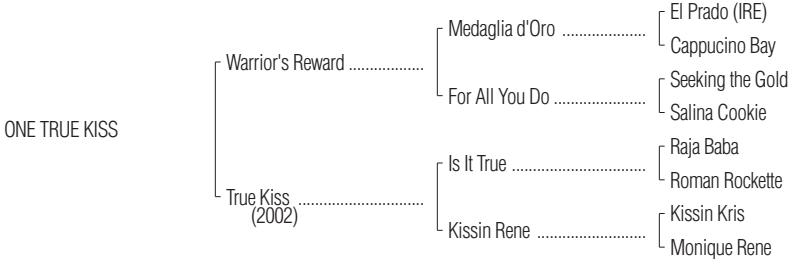 El Prado (IRE)
Medaglia d'Oro ....................
Cappucino Bay
Warrior's Reward ..................
Seeking the Gold
For All You Do ......................
Salina Cookie
ONE TRUE KISS
Raja Baba
Is It True ................................
Roman Rockette
True Kiss ..............................
(2002)
Kissin Kris
Kissin Rene ..........................
Monique Rene